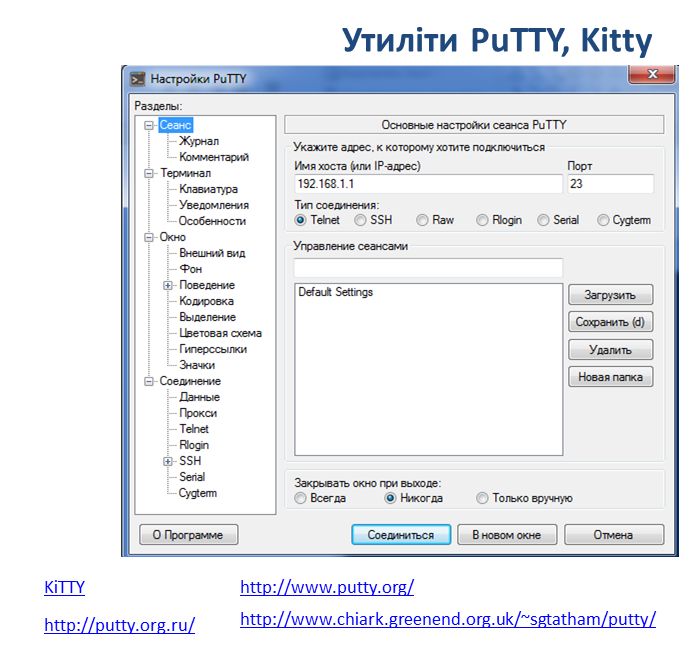 Утиліти PuTTY, Kitty
Настройки PuTTY
Разделы:
Сеанс
Журнал
Комментарий
Терминал
Клавиатура
Уведомления
Особенности
Окно
Внешний вид
Фон
Поведение
Кодировка
Выделение
Цветовая схема
Гиперссылки
Значки
Соединение
Данные
Прокси
Telnet
Rlogin
SSH
Serial
Cygterm
Основные настройки сеанса PuTTY
Укажите адрес, к которому хотите подключиться
Имя хоста (или IP-адрес) Порт
192.168.1.1 23
Тип соединения:
Telnet SSH Raw Rlogin Serial Cygterm
Управление сеансами
Default Settings
Загрузить
Сохранить (d)
Удалить
Новая папка
Закрывать окно при выходе:
Всегда Никогда Только вручную
О Программе Соединиться В новом окне Отмена
KiTTY http://www.putty.org/
http://putty.org.ru/ http://www.chiark.greenend.org.uk/~sgtatham/putty/